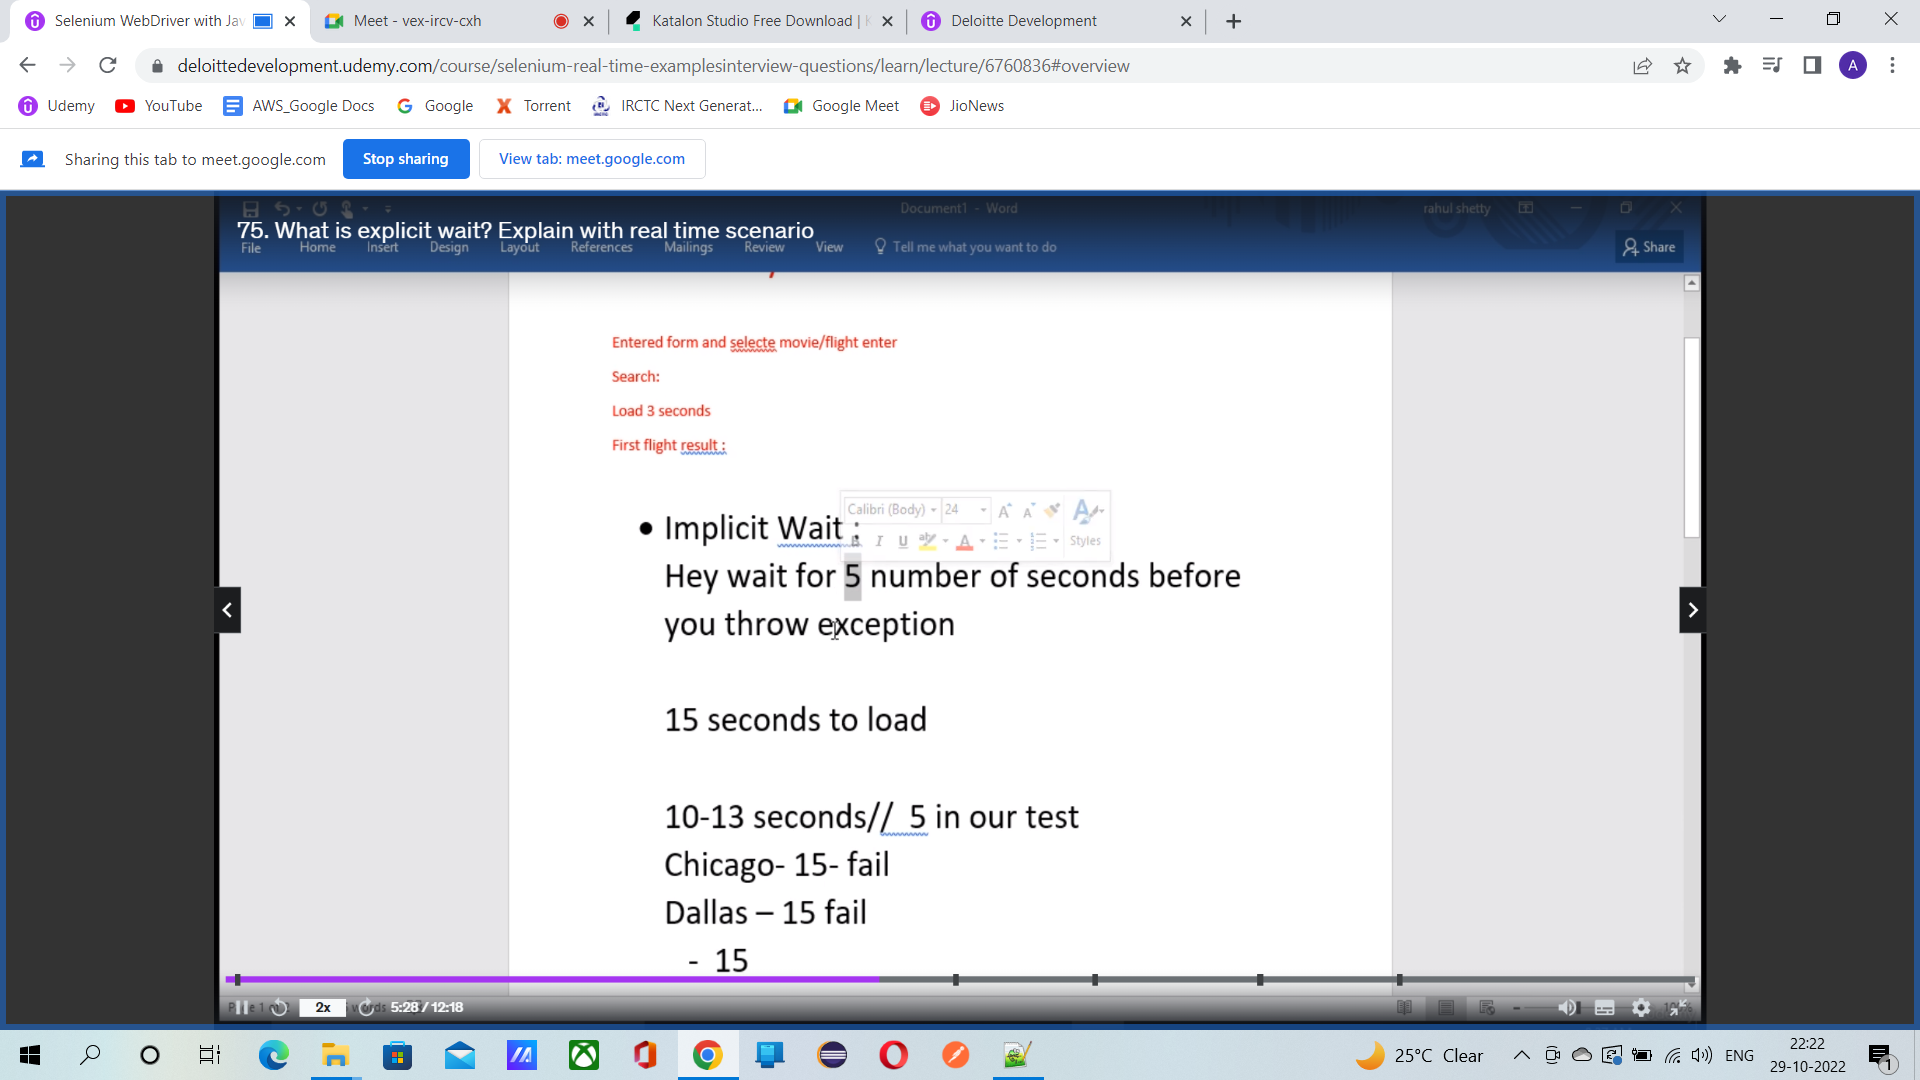 Selenium WebDriver with Jav
Meet - vex-ircv-cxh
Katalon Studio Free Download | K
Deloitte Development
deloittedevelopment.udemy.com/course/selenium-real-time-examplesinterview-questions/learn/lecture/6760836#overview
A
Udemy YouTube AWS_Google Docs Google Torrent IRCTC Next Generat... Google Meet JioNews
Sharing this tab to meet.google.com Stop sharing View tab: meet.google.com
Document1 - Word rahul shetty
75. What is explicit wait? Explain with real time scenario
File Home Insert Design Layout References Mailings Review View Tell me what you want to do Share
Entered form and selecte movie/flight enter
Search:
Load 3 seconds
First flight result :
Calibri (Body) 24
• Implicit Wait :
B I U Styles
Hey wait for 5 number of seconds before
you throw exception
15 seconds to load
10-13 seconds// 5 in our test
Chicago- 15- fail
Dallas – 15 fail
- 15
2x 5:28 / 12:18
25°C Clear ENG 22:22
29-10-2022
1